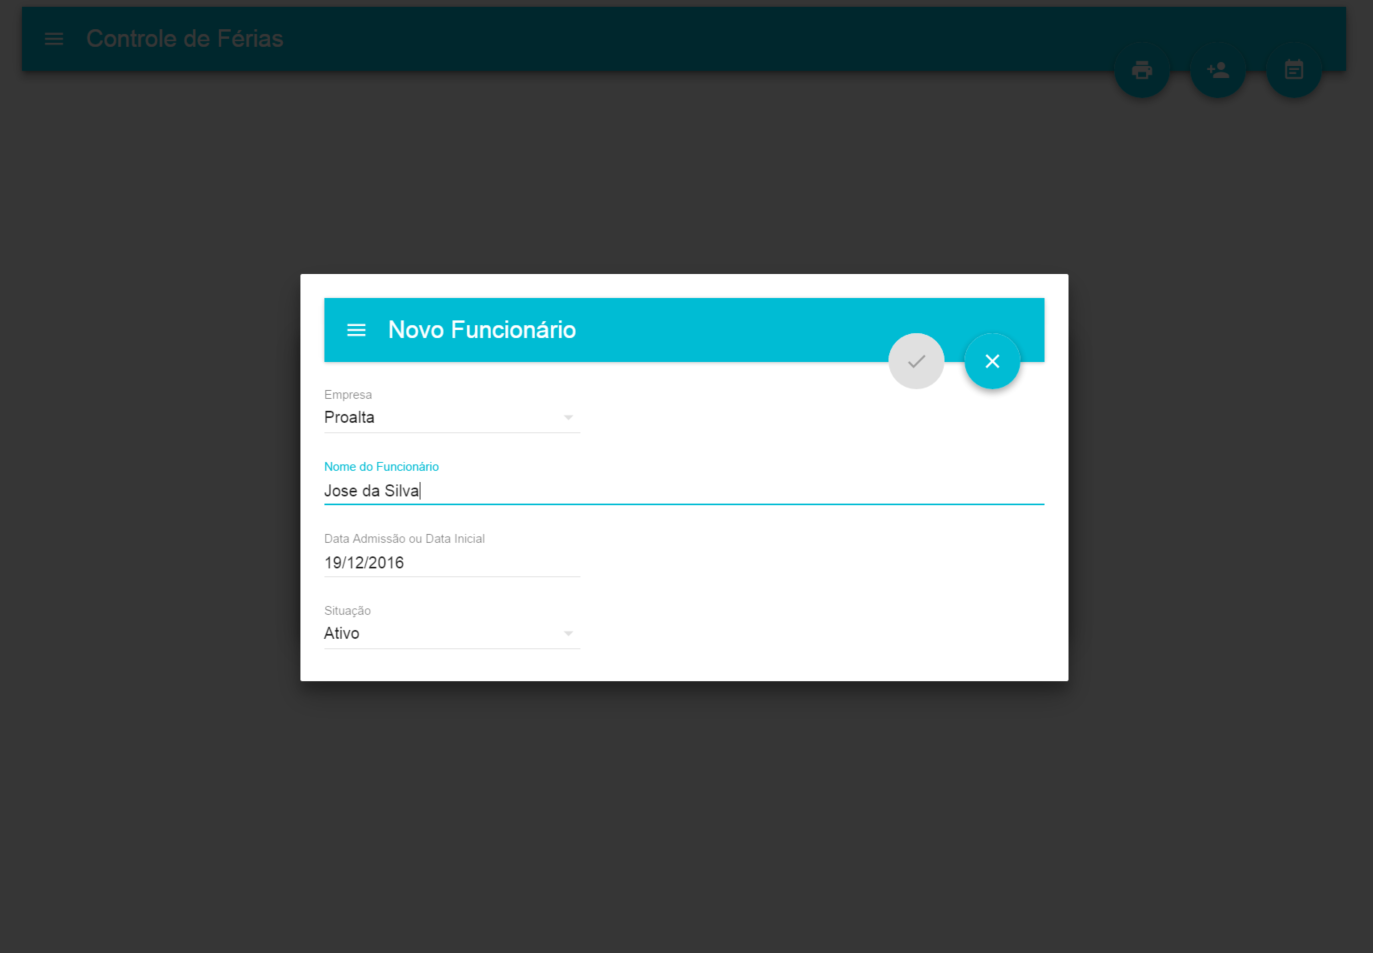 Controle de Férias
Novo Funcionário
Empresa
Proalta
Nome do Funcionário
Jose da Silva
Data Admissão ou Data Inicial
19/12/2016
Situação
Ativo